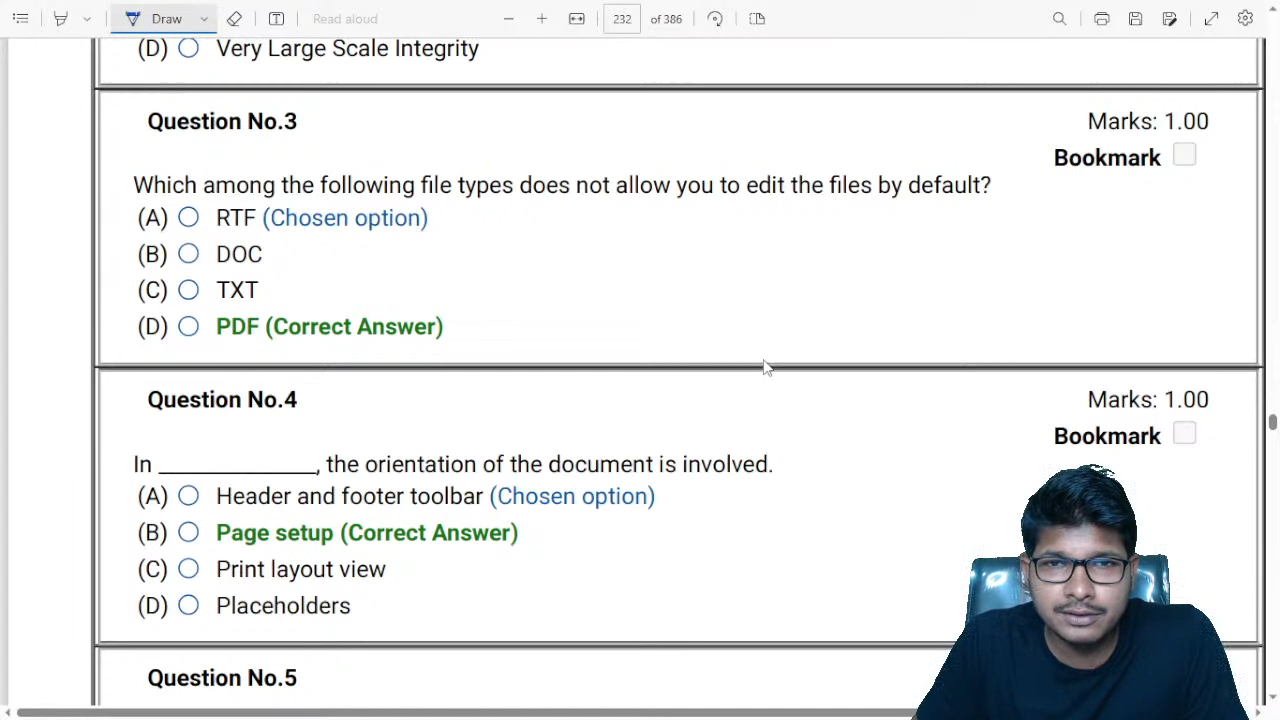 Draw
Read aloud
232 of 386
(D) Very Large Scale Integrity
Question No.3
Marks: 1.00
Bookmark
Which among the following file types does not allow you to edit the files by default?
(A) RTF (Chosen option)
(B) DOC
(C) TXT
(D) PDF (Correct Answer)
Question No.4
Marks: 1.00
Bookmark
In ______________, the orientation of the document is involved.
(A) Header and footer toolbar (Chosen option)
(B) Page setup (Correct Answer)
(C) Print layout view
(D) Placeholders
Question No.5